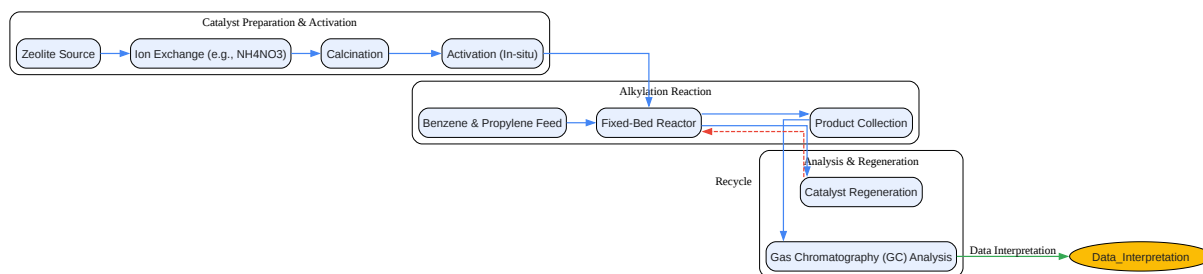 Catalyst Preparation & Activation
Zeolite Source
Ion Exchange (e.g., NH4NO3)
Calcination
Activation (In-situ)
Alkylation Reaction
Benzene & Propylene Feed
Fixed-Bed Reactor
Product Collection
Analysis & Regeneration
Recycle
Catalyst Regeneration
Gas Chromatography (GC) Analysis
Data Interpretation
Data_Interpretation